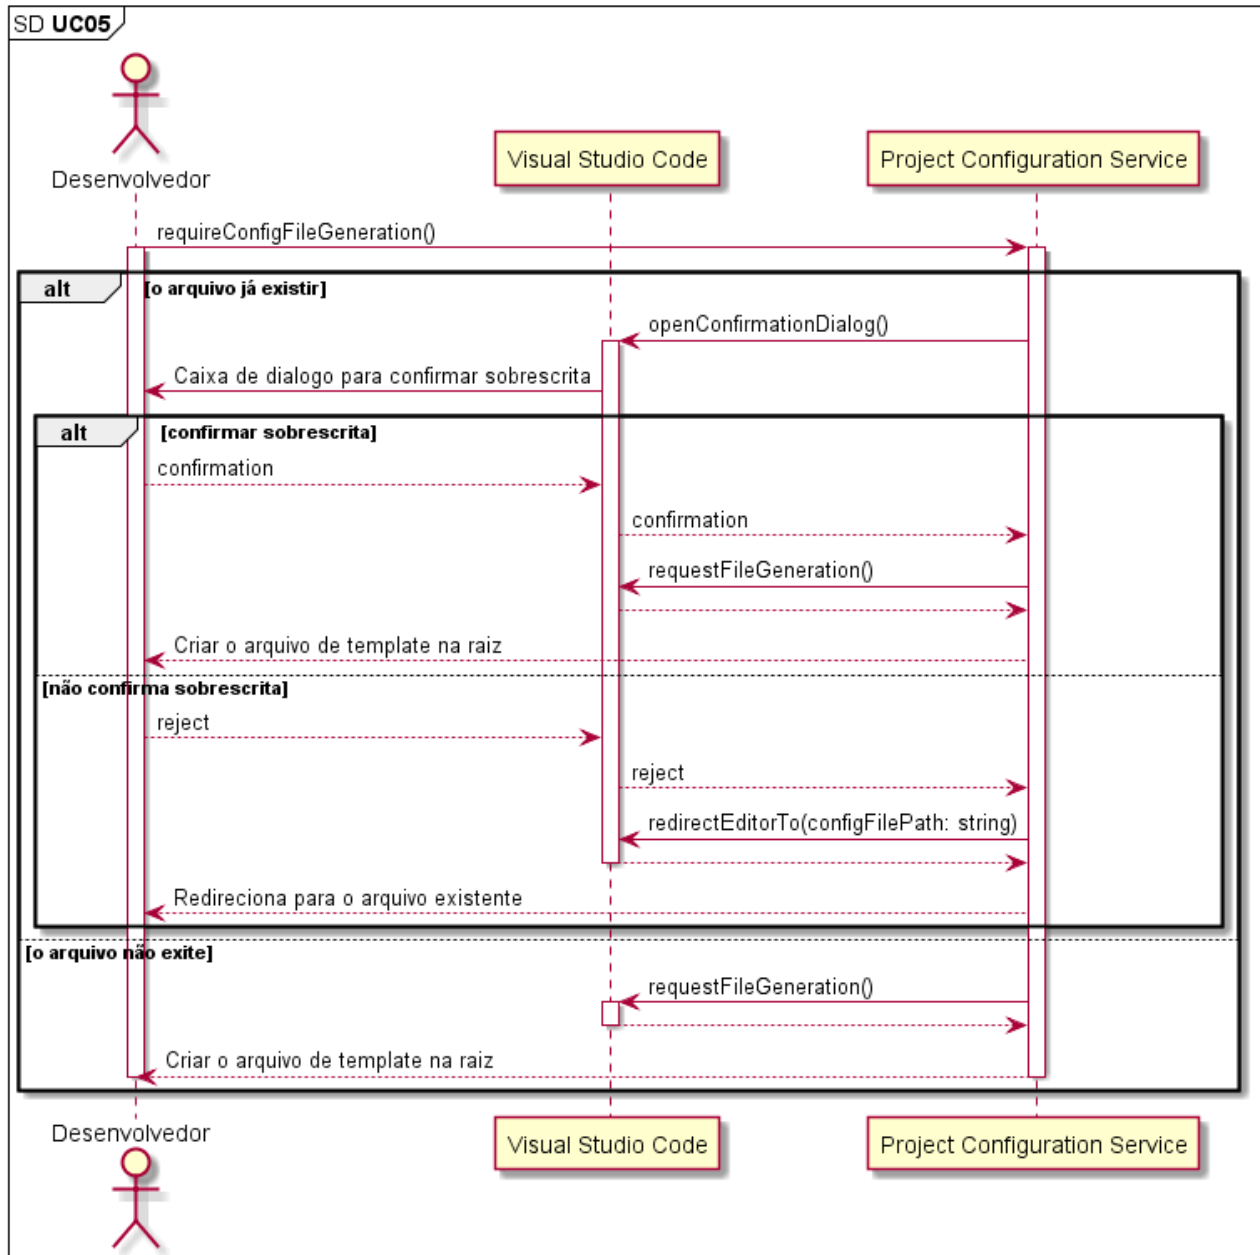 SD UC05
Desenvolvedor
Visual Studio Code
Project Configuration Service
requireConfigFileGeneration()
alt
[o arquivo já existir]
openConfirmationDialog()
Caixa de dialogo para confirmar sobrescrita
alt
[confirmar sobrescrita]
confirmation
confirmation
requestFileGeneration()
Criar o arquivo de template na raiz
[não confirma sobrescrita]
reject
reject
redirectEditorTo(configFilePath: string)
Redireciona para o arquivo existente
[o arquivo não exite]
requestFileGeneration()
Criar o arquivo de template na raiz
Desenvolvedor
Visual Studio Code
Project Configuration Service